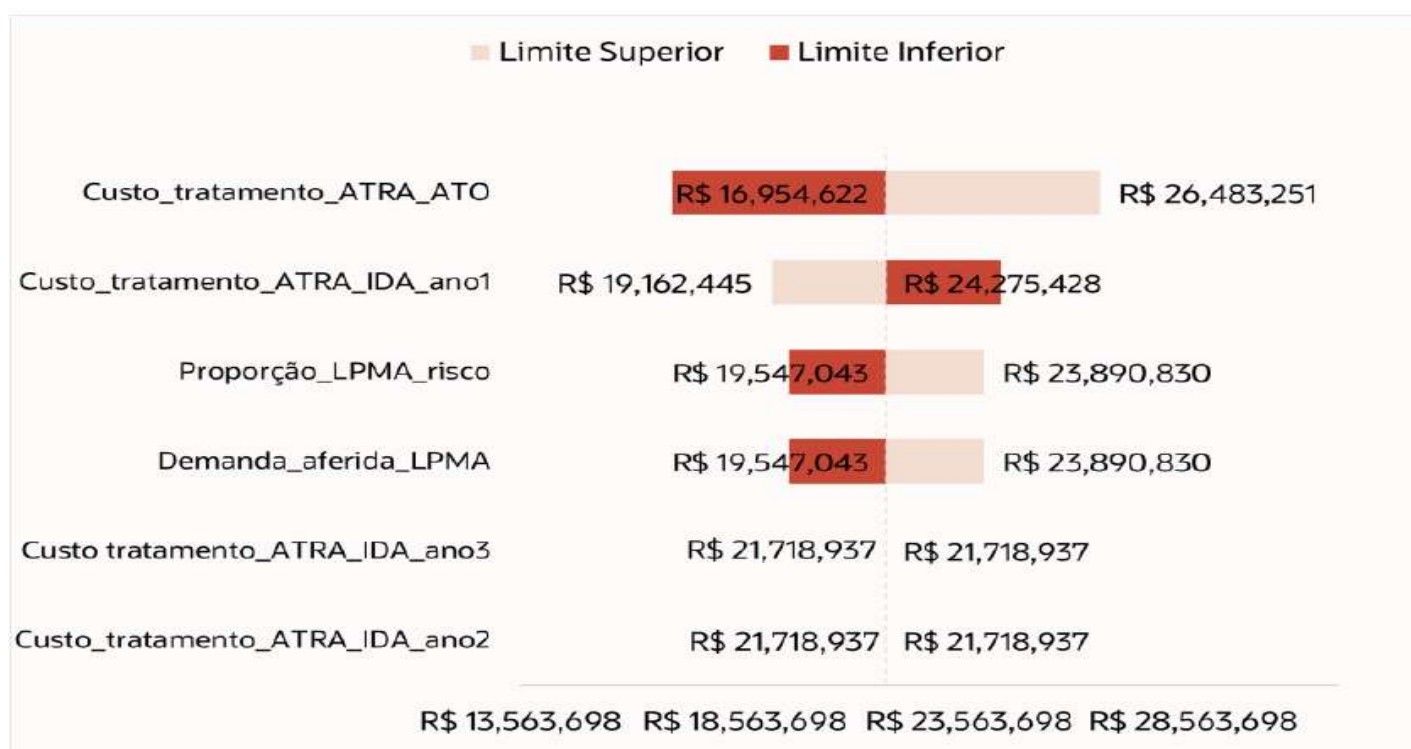 Limite Superior Limite Inferior
Custo_tratamento_ATRA_ATO R$ 16,954,622 R$ 26,483,251
Custo_tratamento_ATRA_IDA_ano1 R$ 19,162,445 R$ 24,275,428
Proporção_LPMA_risco R$ 19,547,043 R$ 23,890,830
Demanda_aferida_LPMA R$ 19,547,043 R$ 23,890,830
Custo tratamento_ATRA_IDA_ano3 R$ 21,718,937 R$ 21,718,937
Custo_tratamento_ATRA_IDA_ano2 R$ 21,718,937 R$ 21,718,937
R$ 13,563,698 R$ 18,563,698 R$ 23,563,698 R$ 28,563,698